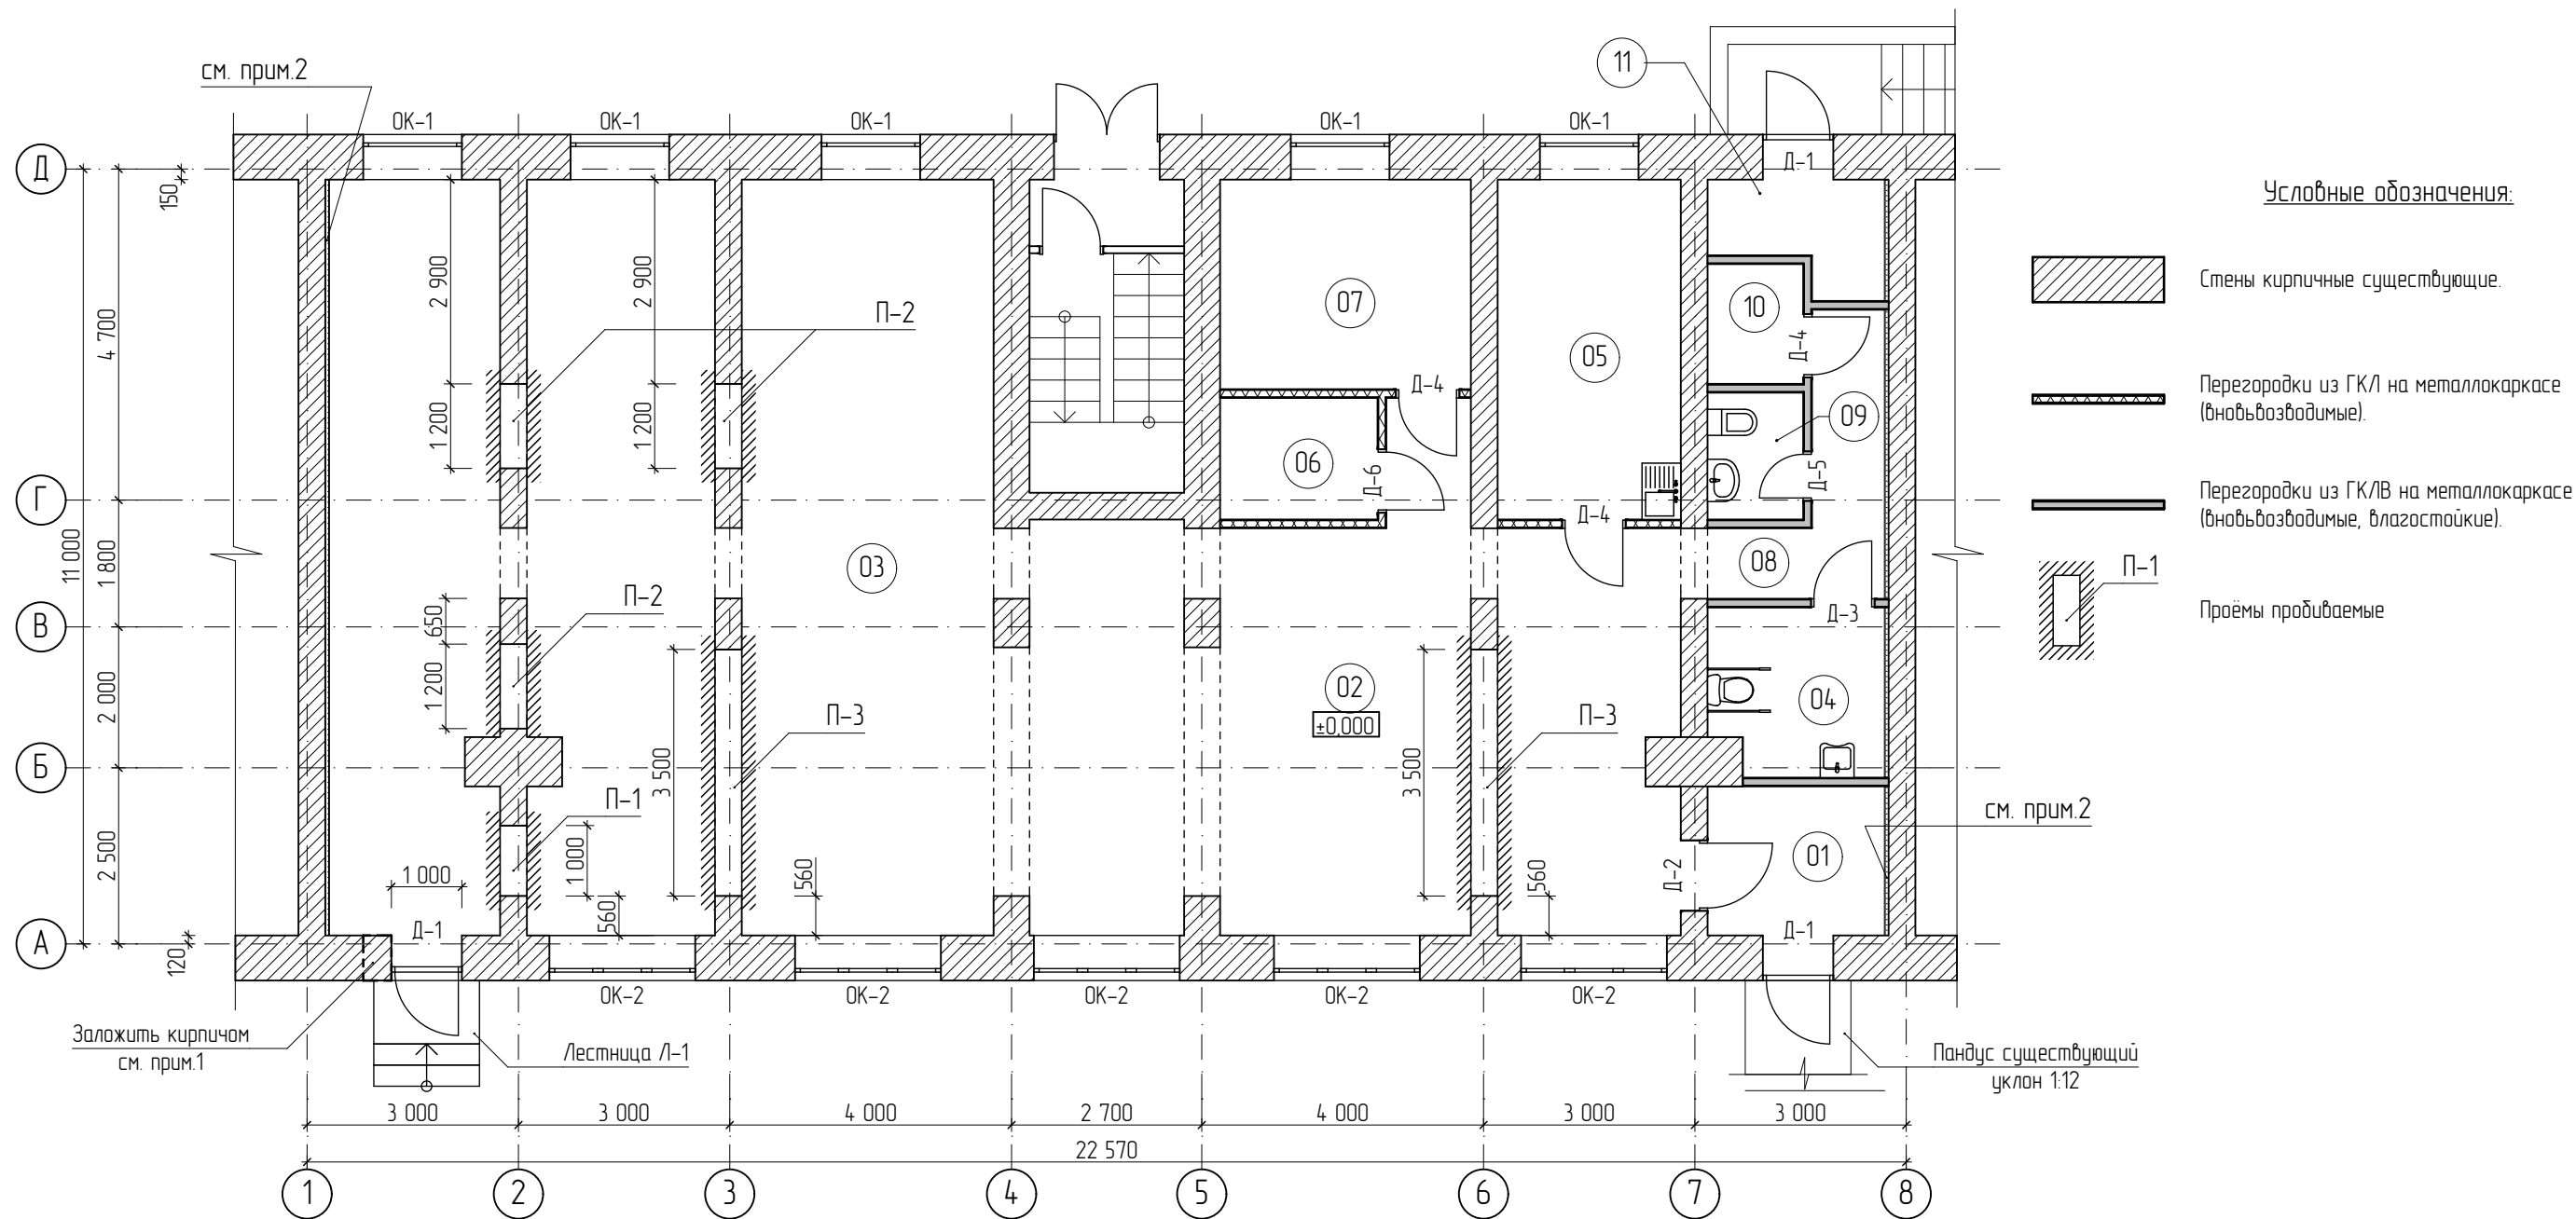 см. прим.2
ОК-1
ОК-1
ОК-1
ОК-1
ОК-1
11
Д
Д-1
150
Условные обозначения:
2 900
2 900
П-2
4 700
07
10
05
Д-4
Стены кирпичные существующие.
Д-4
1 200
1 200
09
Перегородки из ГКЛ на металлокаркасе
(вновьвозводимые).
06
Д-6
Д-5
Г
Д-4
Перегородки из ГКЛВ на металлокаркасе
(вновьвозводимые, влагостойкие).
11 000
1 800
03
08
П-1
Проёмы пробиваемые
П-2
650
В
Д-3
1 200
2 000
02
±0,000
04
П-3
П-3
Б
3 500
3 500
П-1
см. прим.2
2 500
1 000
1 000
560
560
560
Д-2
01
А
120
Д-1
Д-1
ОК-2
ОК-2
ОК-2
ОК-2
ОК-2
Заложить кирпичом
см. прим.1
Лестница Л-1
Пандус существующий
уклон 1:12
3 000
3 000
4 000
2 700
4 000
3 000
3 000
22 570
1
2
3
4
5
6
7
8